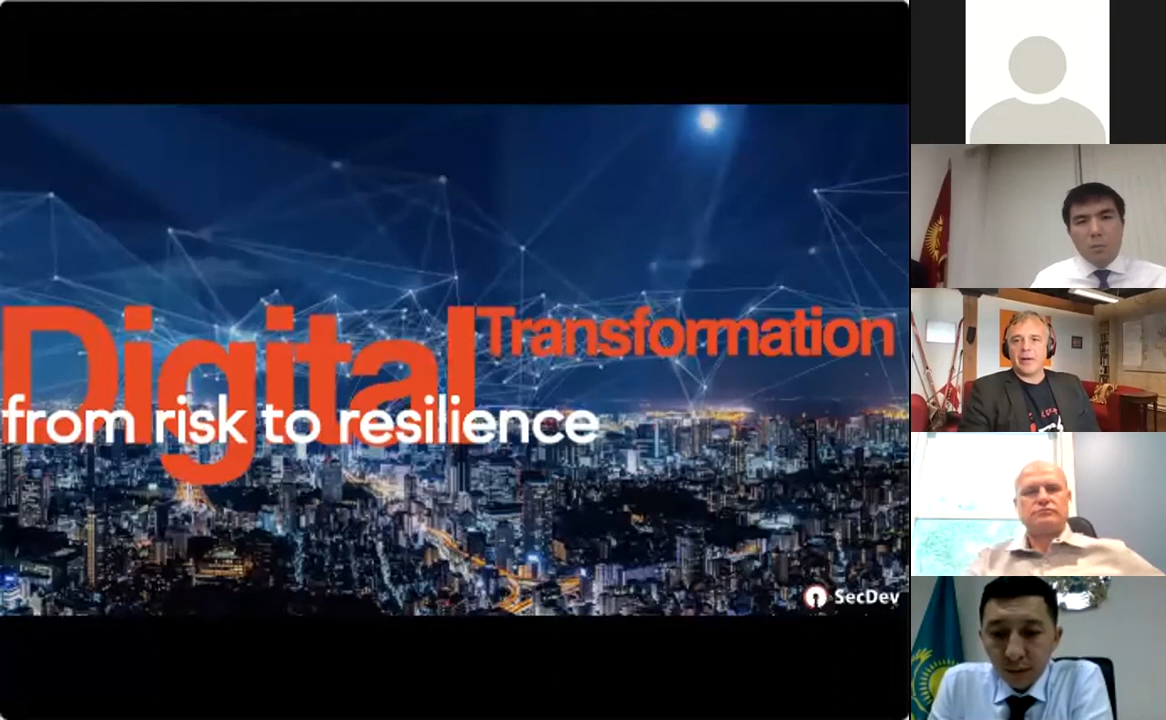 Digital Transformation
from risk to resilience
SecDev